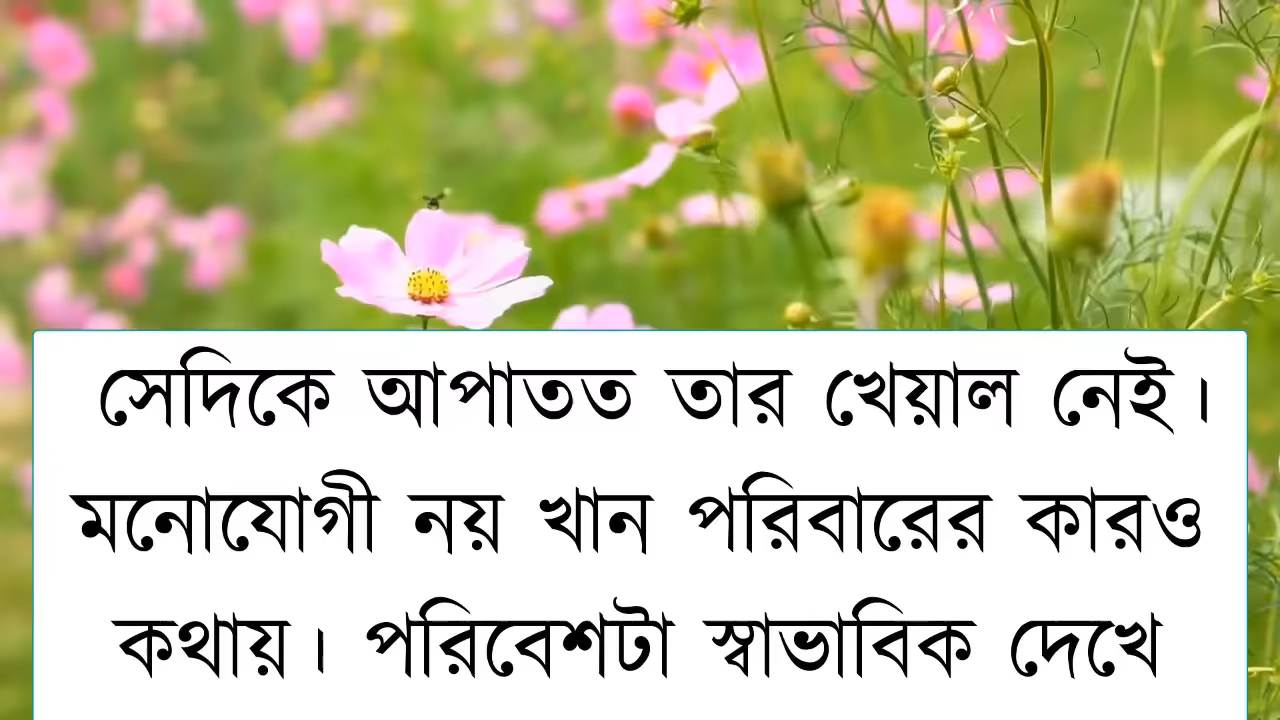 সেদিকে আপাতত তার খেয়াল নেই।
মনোযোগী নয় খান পরিবারের কারও
কথায়। পরিবেশটা স্বাভাবিক দেখে